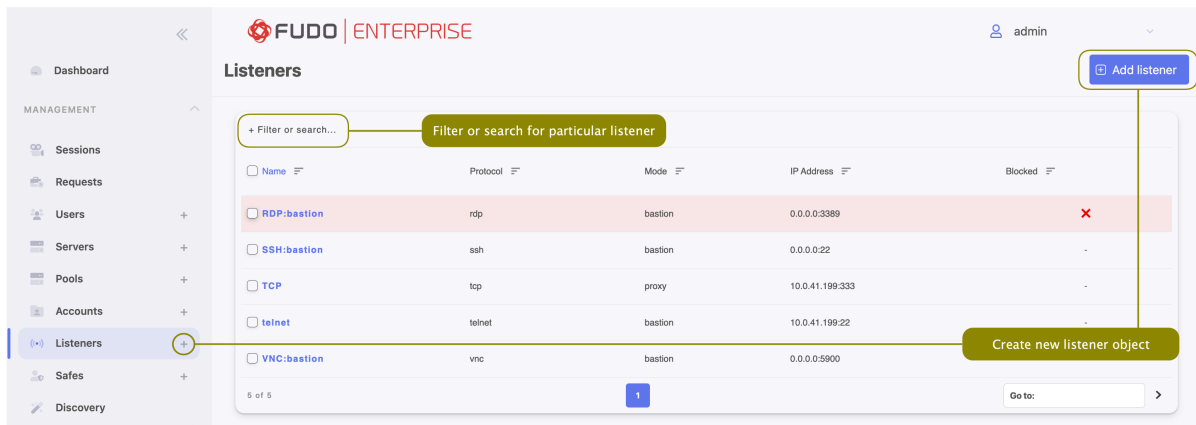 FUDO ENTERPRISE
admin
Dashboard
Listeners
Add listener
MANAGEMENT
+ Filter or search...
Filter or search for particular listener
Sessions
Name Protocol Mode IP Address Blocked
Requests
Users +
RDP:bastion rdp bastion 0.0.0.0:3389
Servers +
SSH:bastion ssh bastion 0.0.0.0:22 -
Pools +
TCP tcp proxy 10.0.41.199:333 -
Accounts +
telnet telnet bastion 10.0.41.199:22 -
Listeners +
Create new listener object
VNC:bastion vnc bastion 0.0.0.0:5900
Safes +
5 of 5 1 Go to:
Discovery